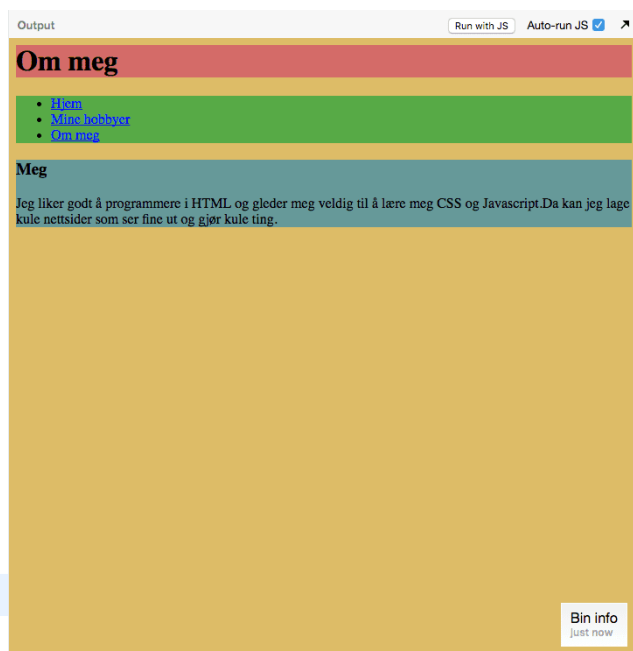 Output Run with JS Auto-run JS
Om meg
Hjem
Mine hobbyer
Om meg
Meg
Jeg liker godt å programmere i HTML og gleder meg veldig til å lære meg CSS og Javascript.Da kan jeg lage
kule nettsider som ser fine ut og gjør kule ting.
Bin info
just now